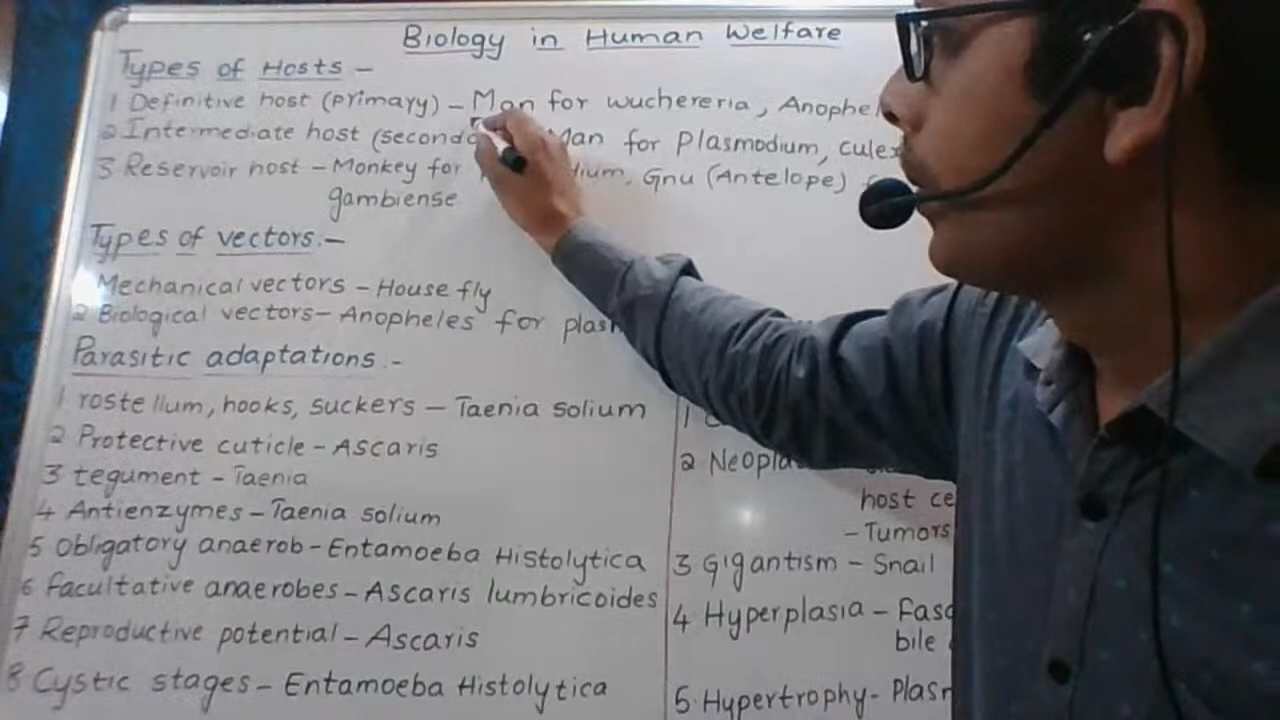 Biology in Human Welfare
Types of Hosts -
1 Definitive host (primary) - Man for wuchereria, Anophel
2 Intermediate host (seconda Man for Plasmodium, culex
3 Reservoir host - Monkey for dium, Gnu (Antelope)
gambiense
Types of vectors:-
Mechanical vectors - House fly
2 Biological vectors - Anopheles for plasm
Parasitic adaptations :-
1 rostellum, hooks, suckers - Taenia solium
2 Protective cuticle - Ascaris
3 tegument - Taenia
4 Antienzymes - Taenia solium
5 Obligatory anaerob - Entamoeba Histolytica
6 Facultative anaerobes - Ascaris lumbricoides
7 Reproductive potential - Ascaris
8 Cystic stages - Entamoeba Histolytica
1
2 Neopla
host ce
- Tumors
3 Gigantism - Snail
4 Hyperplasia - Fasc
bile
5 Hypertrophy - Plasm